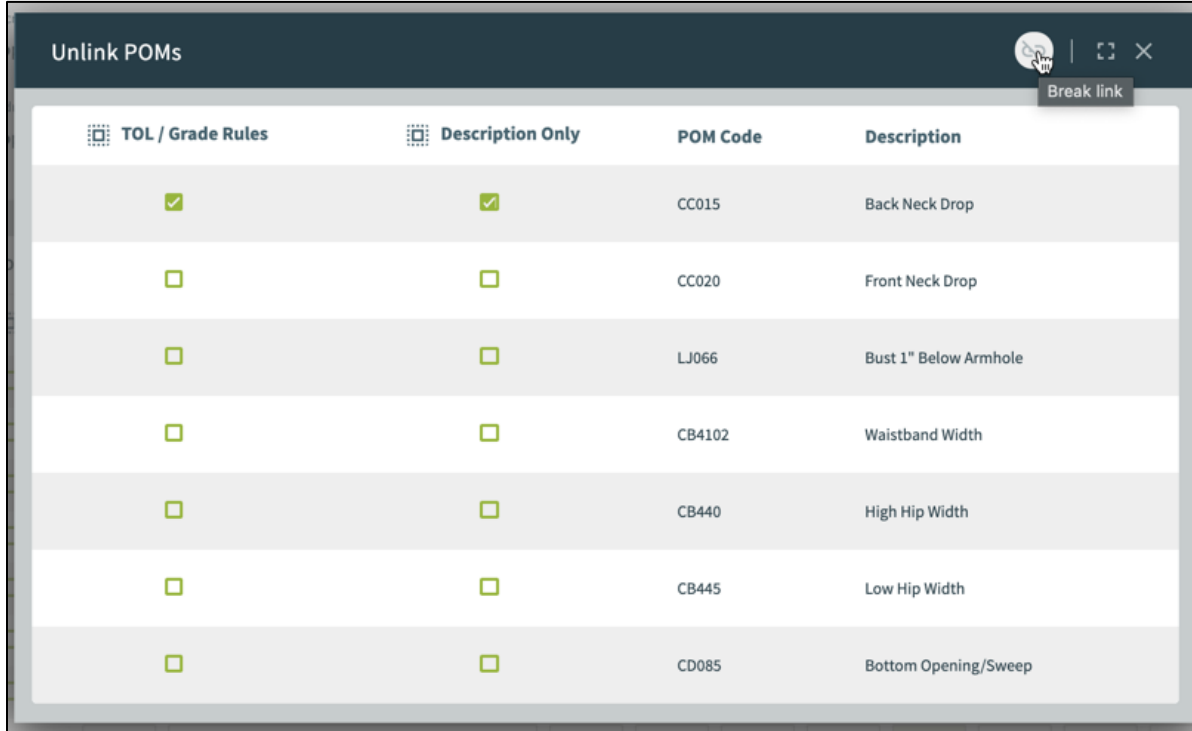 Unlink POMs
Break link
TOL / Grade Rules Description Only POM Code Description
CC015 Back Neck Drop
CC020 Front Neck Drop
LJ066 Bust 1" Below Armhole
CB4102 Waistband Width
CB440 High Hip Width
CB445 Low Hip Width
CD085 Bottom Opening/Sweep